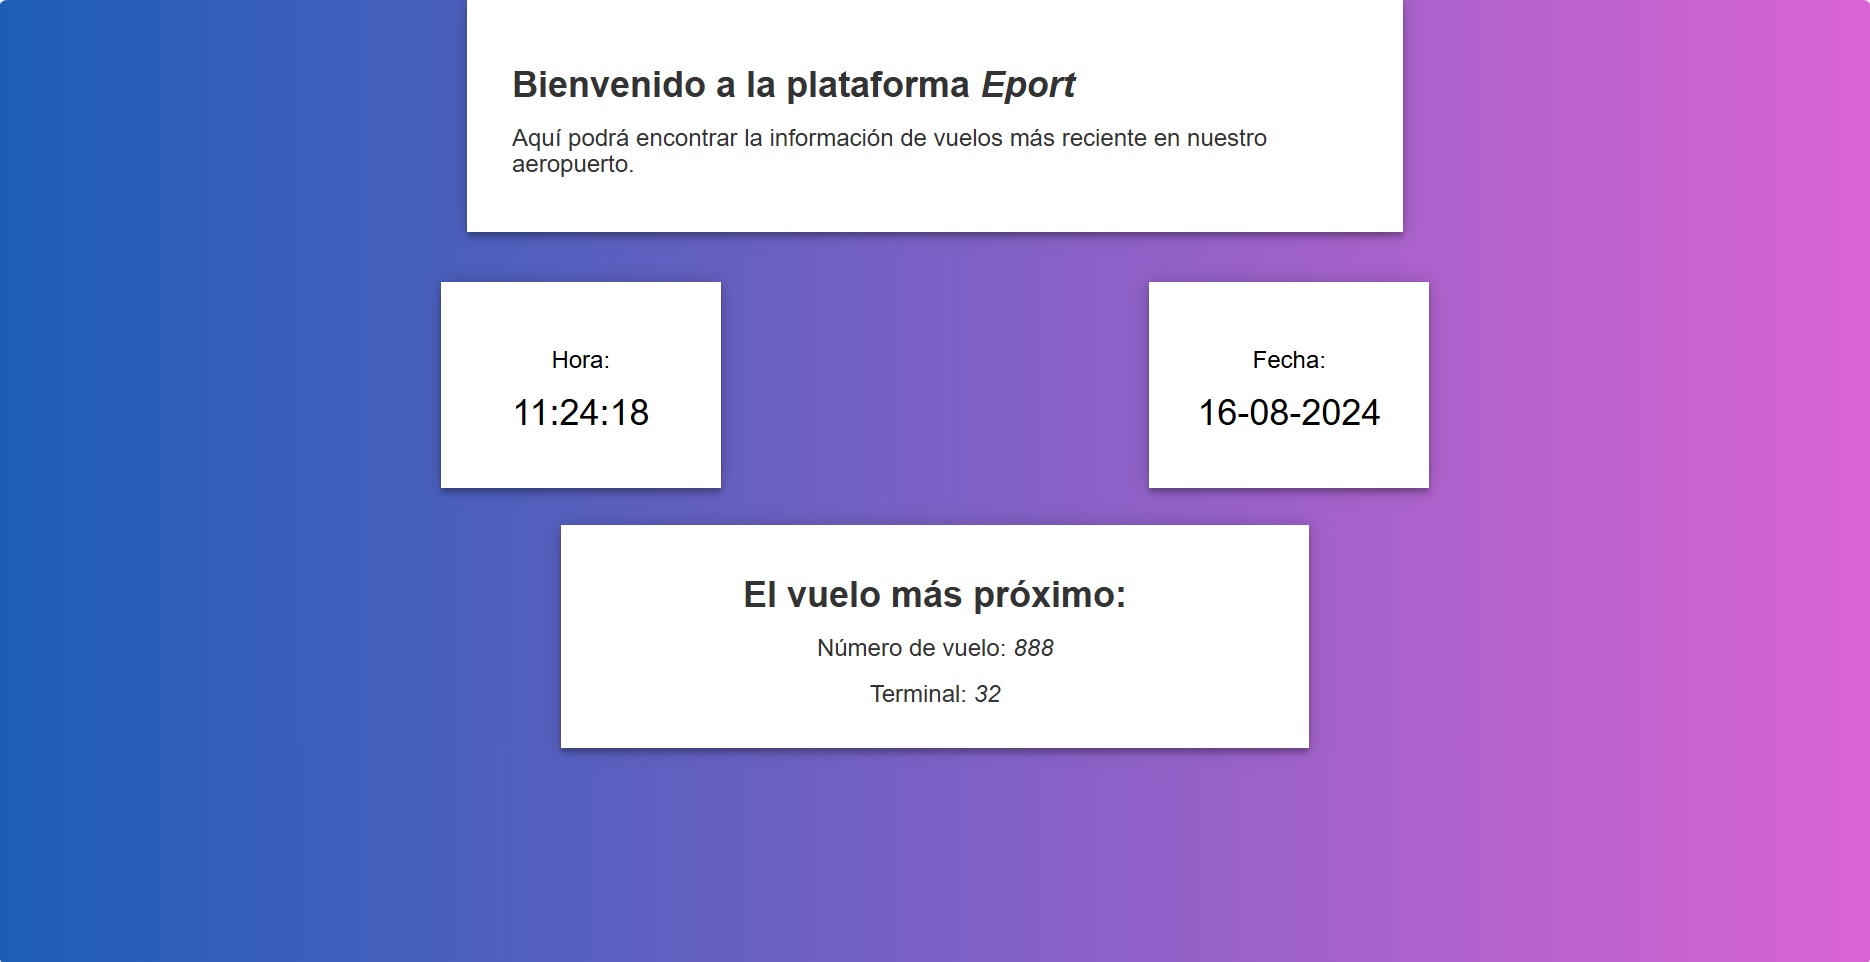 Bienvenido a la plataforma Eport
Aquí podrá encontrar la información de vuelos más reciente en nuestro
aeropuerto.
Hora:
11:24:18
Fecha:
16-08-2024
El vuelo más próximo:
Número de vuelo: 888
Terminal: 32